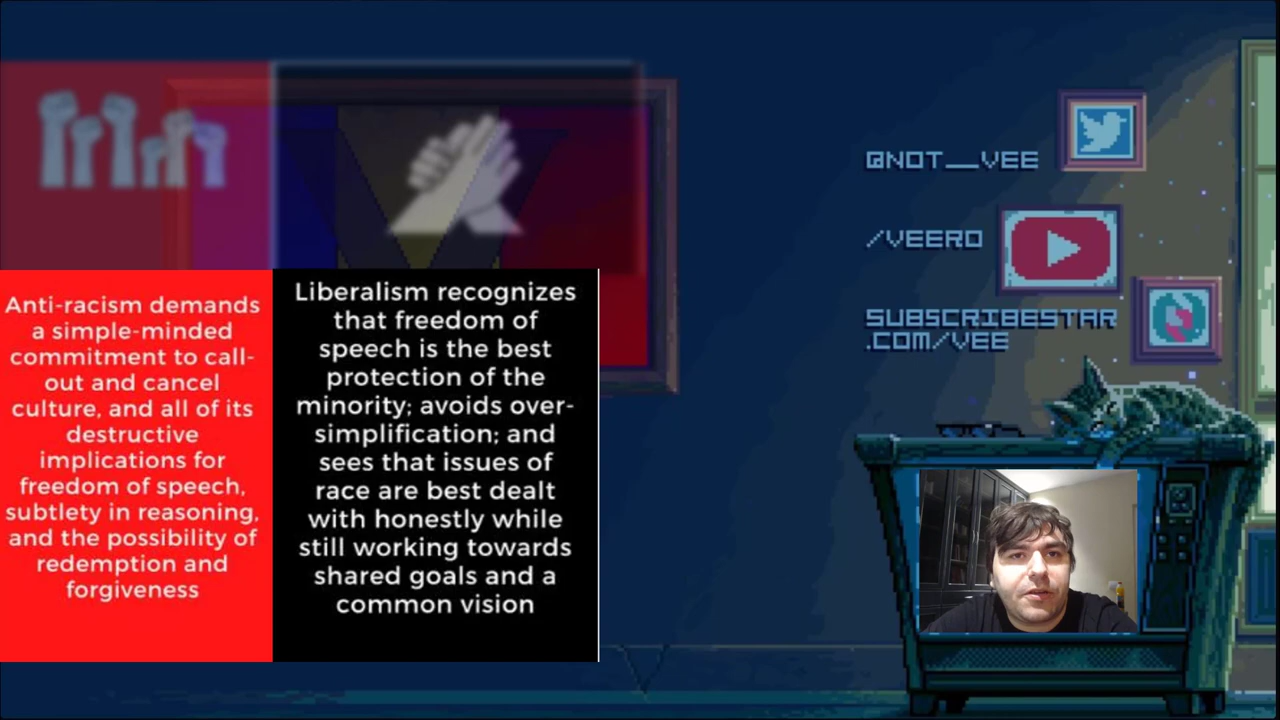 Anti-racism demands
a simple-minded
commitment to call-
out and cancel
culture, and all of its
destructive
implications for
freedom of speech,
subtlety in reasoning,
and the possibility of
redemption and
forgiveness
Liberalism recognizes
that freedom of
speech is the best
protection of the
minority; avoids over-
simplification; and
sees that issues of
race are best dealt
with honestly while
still working towards
shared goals and a
common vision
@NOT__VEE
/VEERO
SUBSCRIBESTAR
.COM/VEE